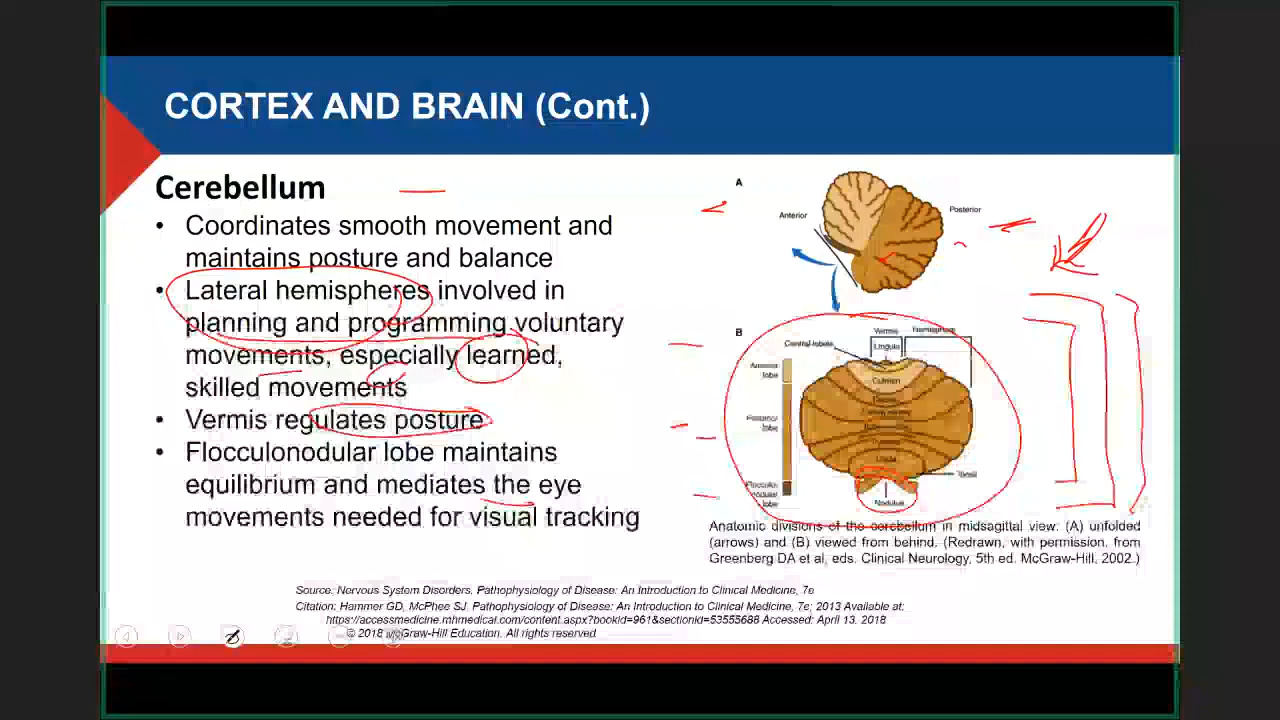 CORTEX AND BRAIN (Cont.)
Cerebellum
• Coordinates smooth movement and
maintains posture and balance
• Lateral hemispheres involved in
planning and programming voluntary
movements, especially learned,
skilled movements
• Vermis regulates posture
• Flocculonodular lobe maintains
equilibrium and mediates the eye
movements needed for visual tracking
A
Anterior
Posterior
B
Vermis
Hemisphere
Central lobule
Lingula
Anterior
lobe
Culmen
Posterior
lobe
Uvula
Tonsil
Nodulus
lobe
Anatomic divisions of the cerebellum in midsagittal view: (A) unfolded
(arrows) and (B) viewed from behind. (Redrawn, with permission, from
Greenberg DA et al, eds. Clinical Neurology, 5th ed. McGraw-Hill, 2002.)
Source: Nervous System Disorders, Pathophysiology of Disease: An Introduction to Clinical Medicine, 7e
Citation: Hammer GD, McPhee SJ. Pathophysiology of Disease: An Introduction to Clinical Medicine, 7e; 2013 Available at:
https://accessmedicine.mhmedical.com/content.aspx?bookid=961&sectionid=53555688 Accessed: April 13, 2018
© 2018 McGraw-Hill Education. All rights reserved